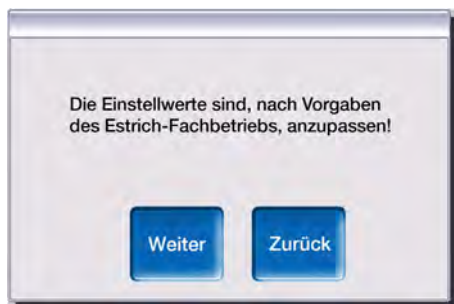 Die Einstellwerte sind, nach Vorgaben
des Estrich-Fachbetriebs, anzupassen!
Weiter
Zurück